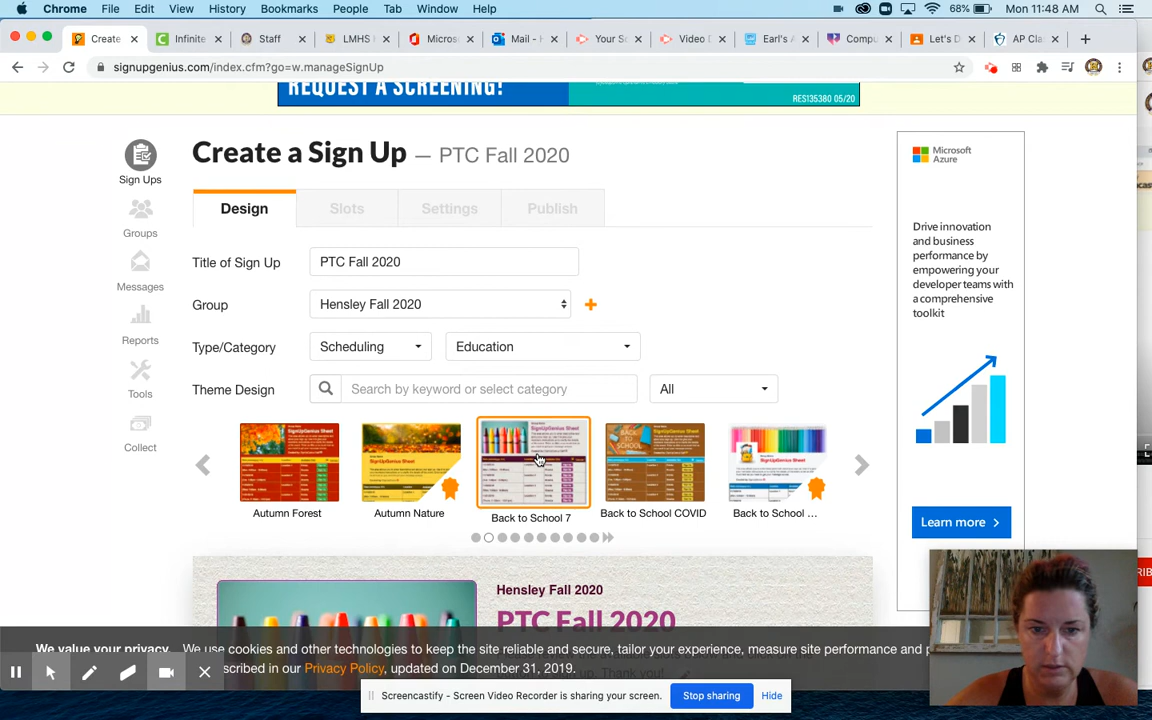 Chrome File Edit View History Bookmarks People Tab Window Help 68% Mon 11:48 AM
Create Infinite Staff LMHS H Micros Mail - H Your S Video D Earl's A Compu Let's D AP Cla
signupgenius.com/index.cfm?go=w.manageSignUp
REQUEST A SCREENING!
RES135380 05/20
Create a Sign Up — PTC Fall 2020
Sign Ups
Groups
Messages
Reports
Tools
Collect
Design Slots Settings Publish
Title of Sign Up PTC Fall 2020
Group Hensley Fall 2020
Type/Category Scheduling Education
Theme Design Search by keyword or select category All
Autumn Forest Autumn Nature Back to School 7 Back to School COVID Back to School ...
Hensley Fall 2020
PTC Fall 2020
Microsoft
Azure
Drive innovation
and business
performance by
empowering your
developer teams with
a comprehensive
toolkit
Learn more
We value your privacy. We use cookies and other technologies to keep the site reliable and secure, tailor your experience, measure site performance and p
scribed in our Privacy Policy, updated on December 31, 2019.
Screencastify - Screen Video Recorder is sharing your screen. Stop sharing Hide